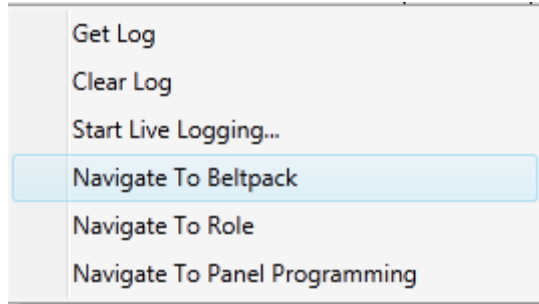 Get Log
Clear Log
Start Live Logging...
Navigate To Beltpack
Navigate To Role
Navigate To Panel Programming